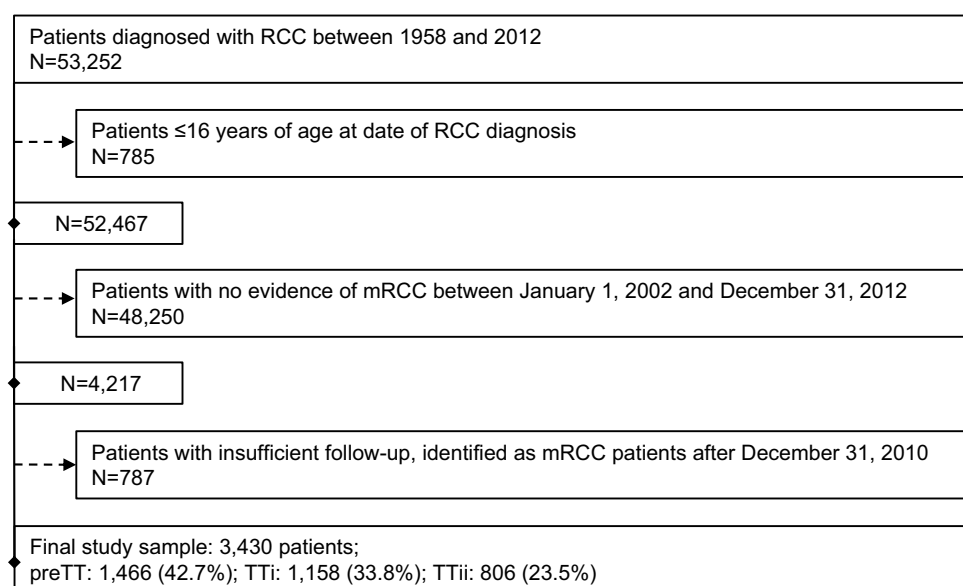 Patients diagnosed with RCC between 1958 and 2012
N=53,252
Patients ≤16 years of age at date of RCC diagnosis
N=785
N=52,467
Patients with no evidence of mRCC between January 1, 2002 and December 31, 2012
N=48,250
N=4,217
Patients with insufficient follow-up, identified as mRCC patients after December 31, 2010
N=787
Final study sample: 3,430 patients;
preTT: 1,466 (42.7%); TTi: 1,158 (33.8%); TTii: 806 (23.5%)